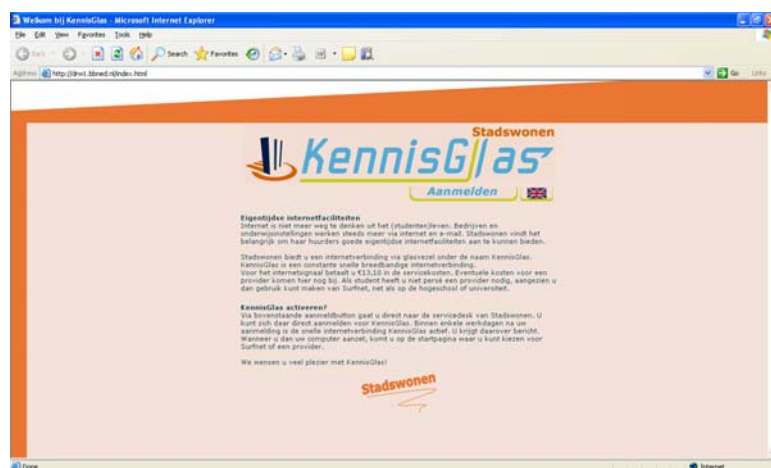 Welkom bij KennisGlas - Microsoft Internet Explorer
File Edit View Favorites Tools Help
Back Search Favorites
Address http://drw1.bbned.nl/index.html Go Links
Stadswonen
KennisGlas
Aanmelden
Eigentijdse internetfaciliteiten
Internet is niet meer weg te denken uit het (studenten)leven. Bedrijven en
onderwijsinstellingen werken steeds meer via internet en e-mail. Stadswonen vindt het
belangrijk om haar huurders goede eigentijdse internetfaciliteiten aan te kunnen bieden.
Stadswonen biedt u een internetverbinding via glasvezel onder de naam KennisGlas.
KennisGlas is een constante snelle breedbandige internetverbinding.
Voor het internetsignaal betaalt u €13,10 in de servicekosten. Eventuele kosten voor een
provider komen hier nog bij. Als student heeft u niet persé een provider nodig, aangezien u
dan gebruik kunt maken van Surfnet, net als op de hogeschool of universiteit.
KennisGlas activeren?
Via bovenstaande aanmeldbutton gaat u direct naar de servicedesk van Stadswonen. U
kunt zich daar direct aanmelden voor KennisGlas. Binnen enkele werkdagen na uw
aanmelding is de snelle internetverbinding KennisGlas actief. U krijgt daarover bericht.
Wanneer u dan uw computer aanzet, komt u op de startpagina waar u kunt kiezen voor
Surfnet of een provider.
We wensen u veel plezier met KennisGlas!
Stadswonen
Done Internet